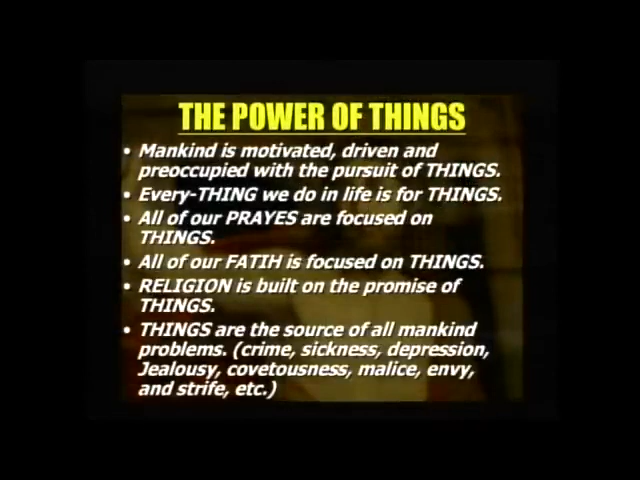 THE POWER OF THINGS
• Mankind is motivated, driven and
preoccupied with the pursuit of THINGS.
• Every-THING we do in life is for THINGS.
• All of our PRAYES are focused on
THINGS.
• All of our FATIH is focused on THINGS.
• RELIGION is built on the promise of
THINGS.
• THINGS are the source of all mankind
problems. (crime, sickness, depression,
Jealousy, covetousness, malice, envy,
and strife, etc.)